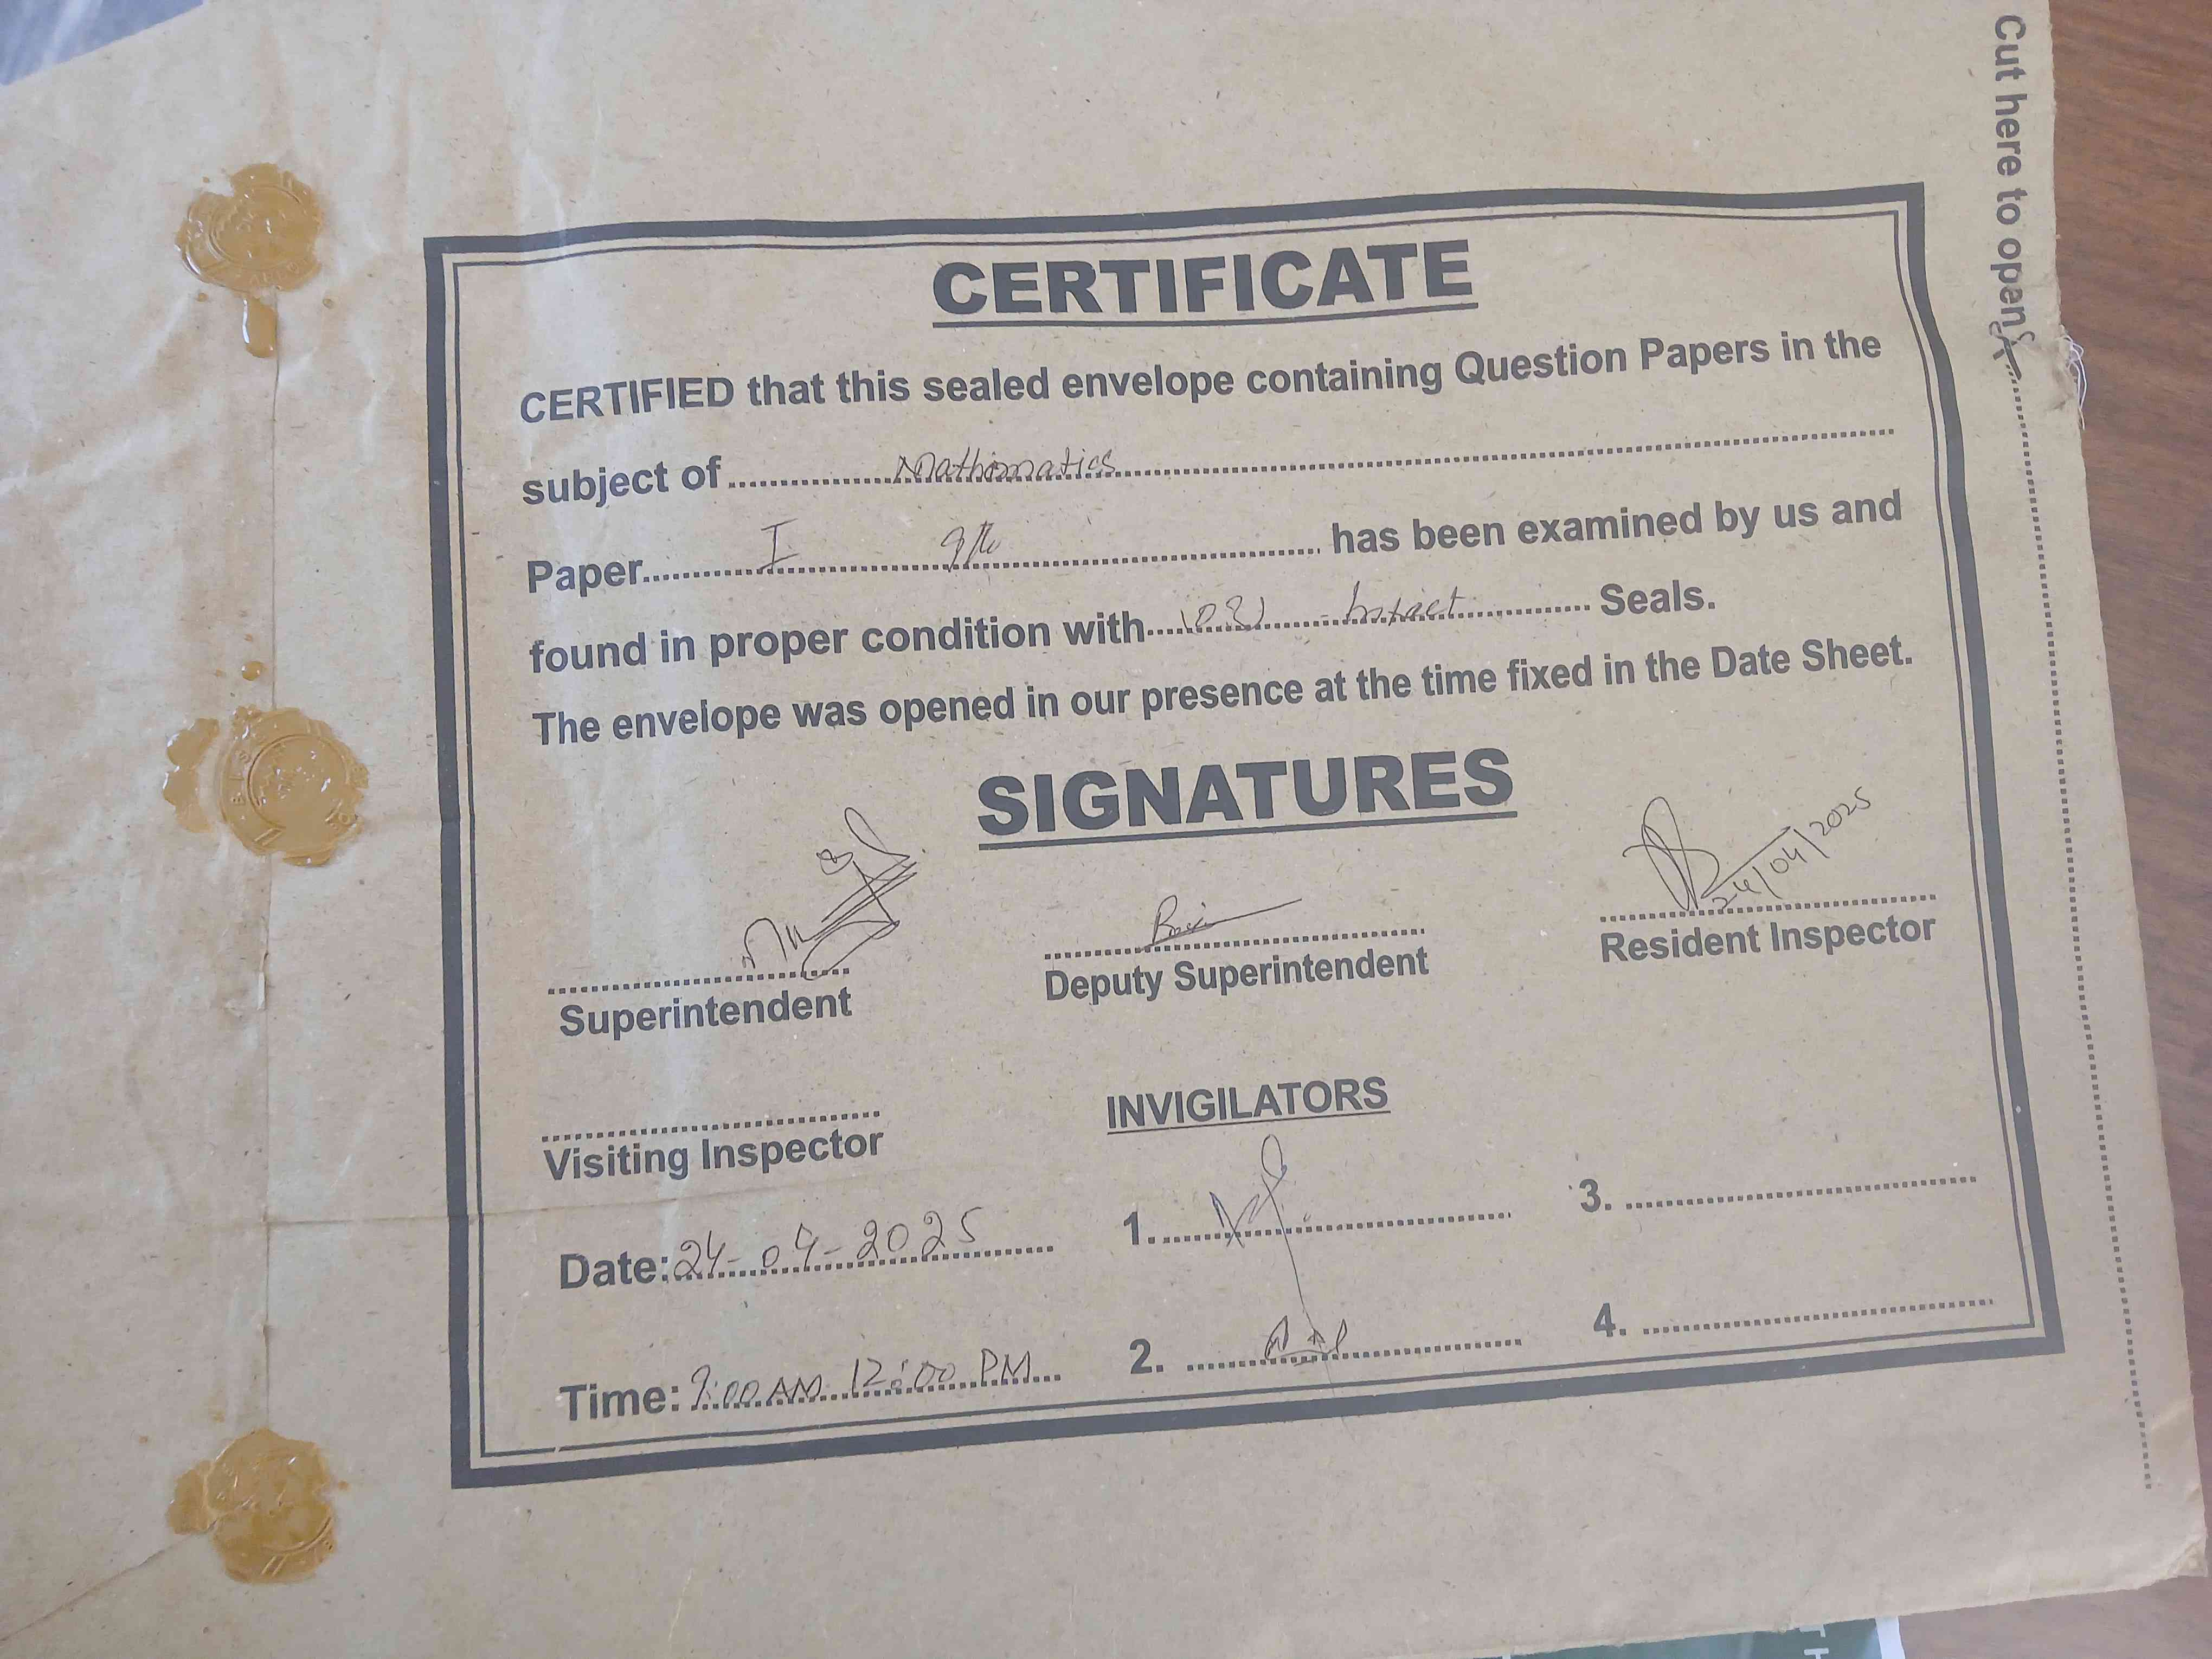 Cut here to open
CERTIFICATE
CERTIFIED that this sealed envelope containing Question Papers in the
subject of Mathematics
Paper I 9th has been examined by us and
found in proper condition with (03) Intact Seals.
The envelope was opened in our presence at the time fixed in the Date Sheet.
SIGNATURES
24/04/2025
Superintendent Deputy Superintendent Resident Inspector
Visiting Inspector
INVIGILATORS
Date: 24-04-2025 1. 3.
Time: 9:00 AM 12:00 PM 2. 4.